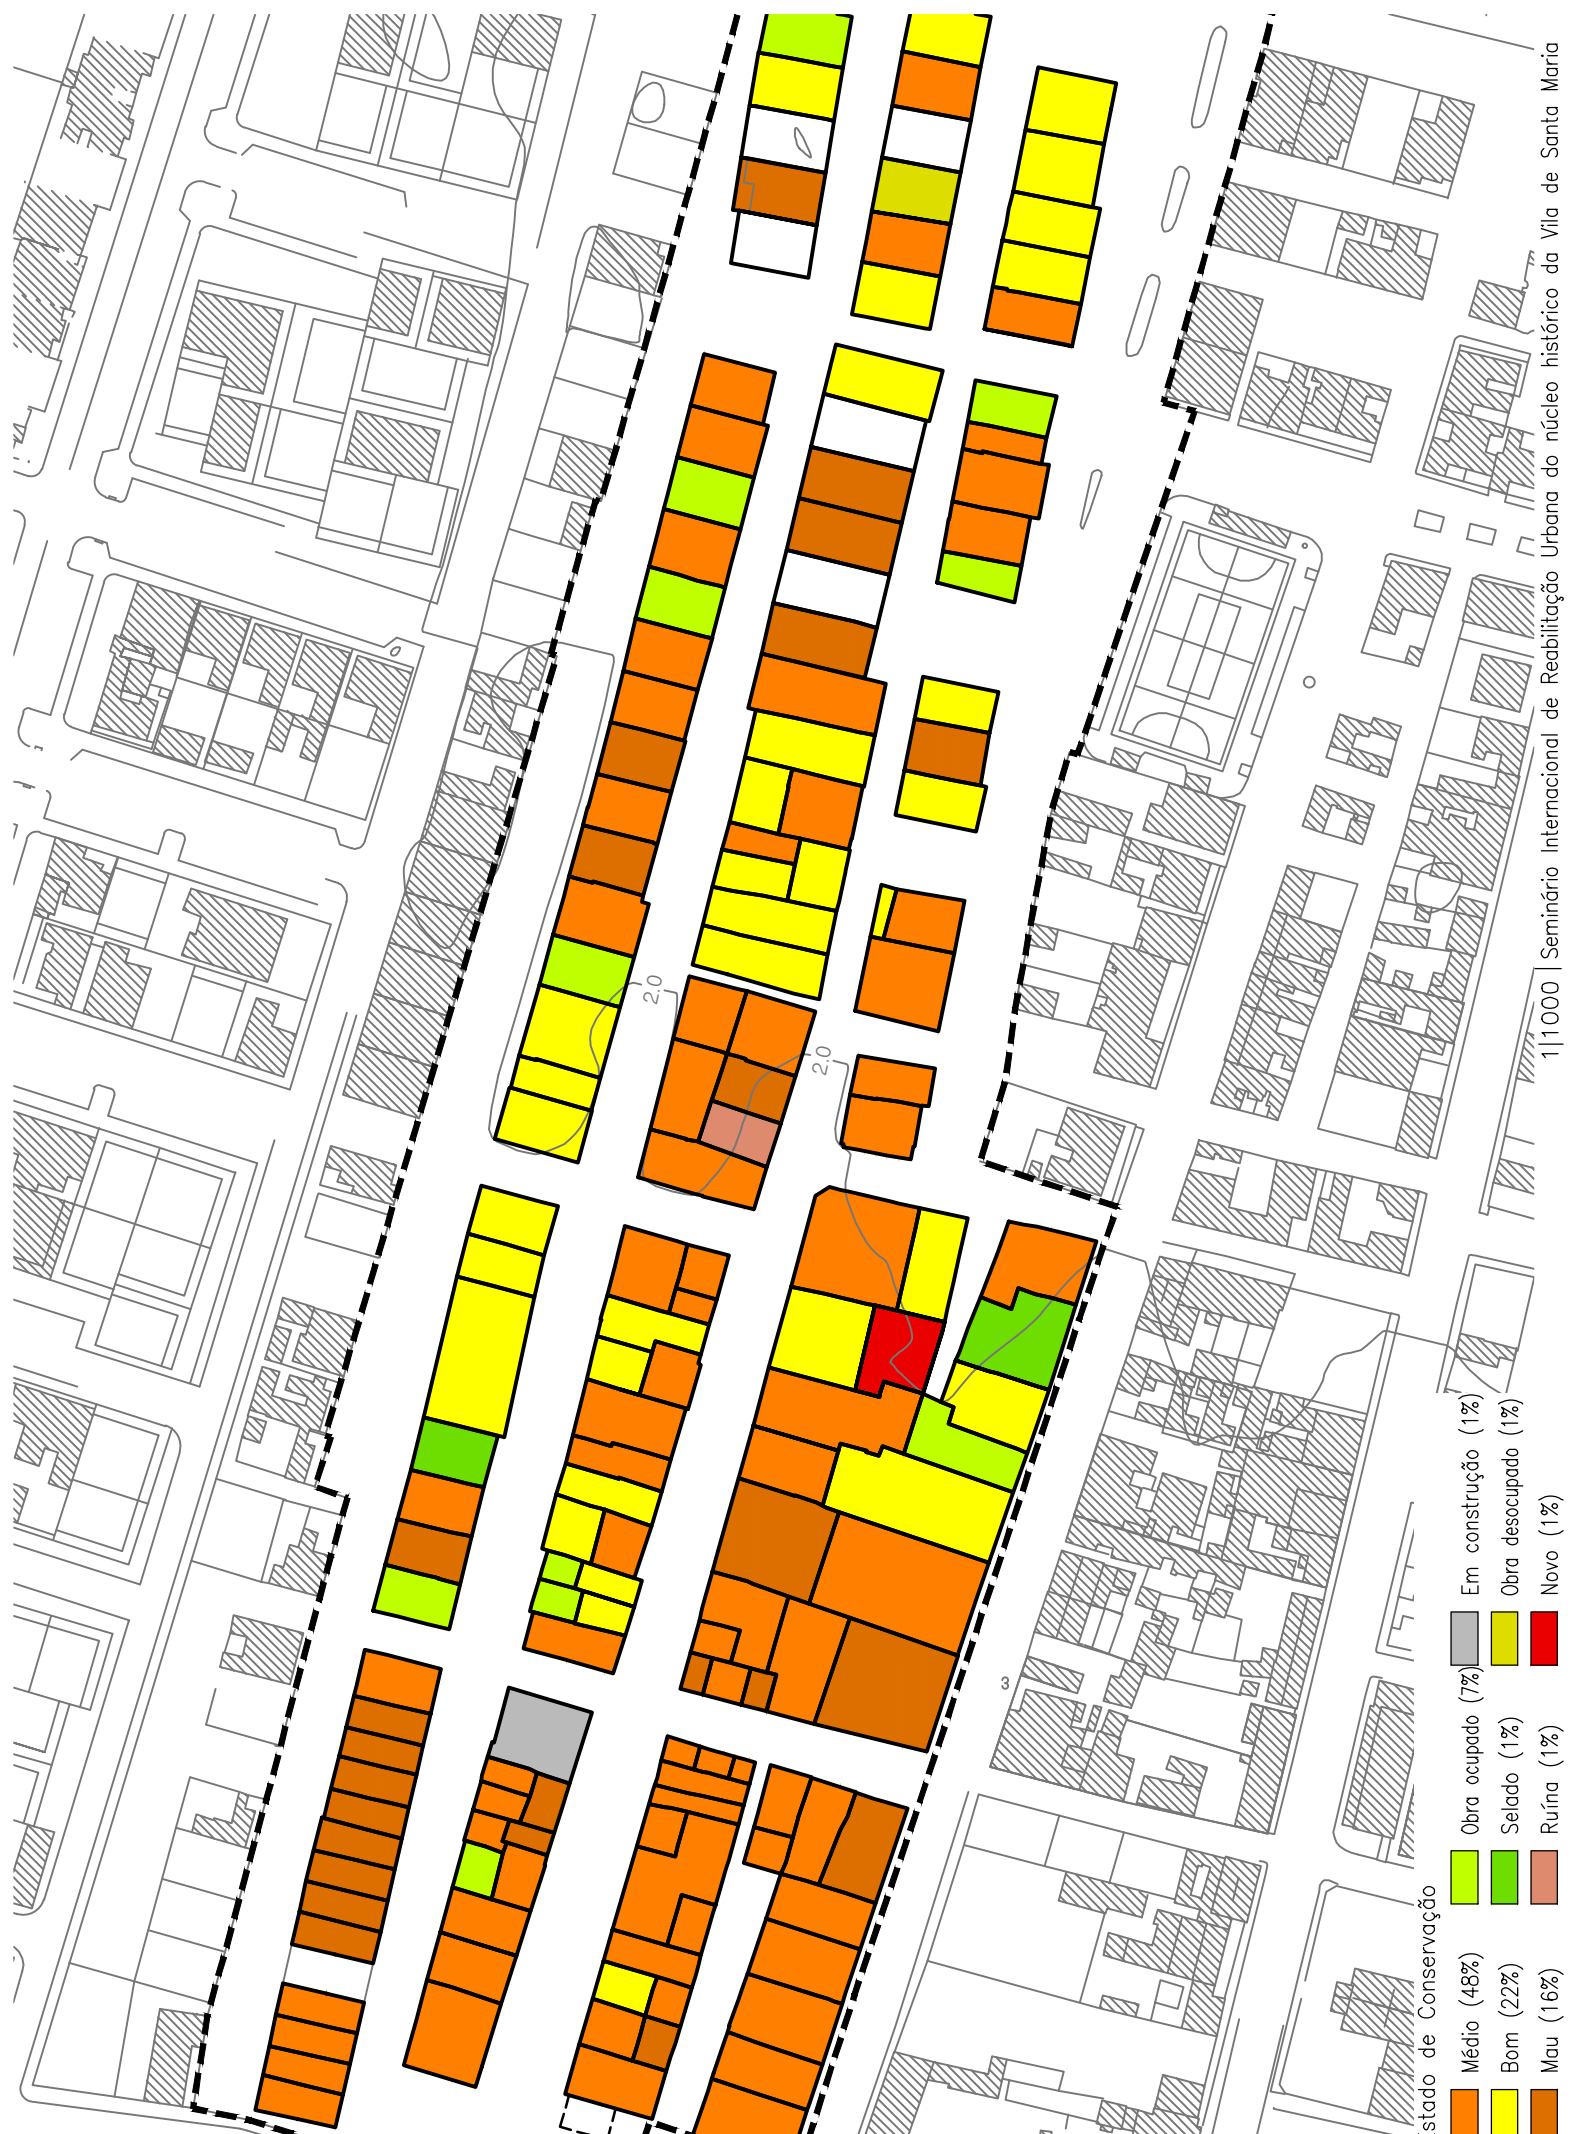 1|1000 | Seminário Internacional de Reabilitação Urbana do núcleo histórico da Vila de Santa Maria
stado de Conservação
Médio (48%)
Bom (22%)
Mau (16%)
Obra ocupado (7%)
Selado (1%)
Ruína (1%)
Em construção (1%)
Obra desocupado (1%)
Novo (1%)
2.0
2.0
3